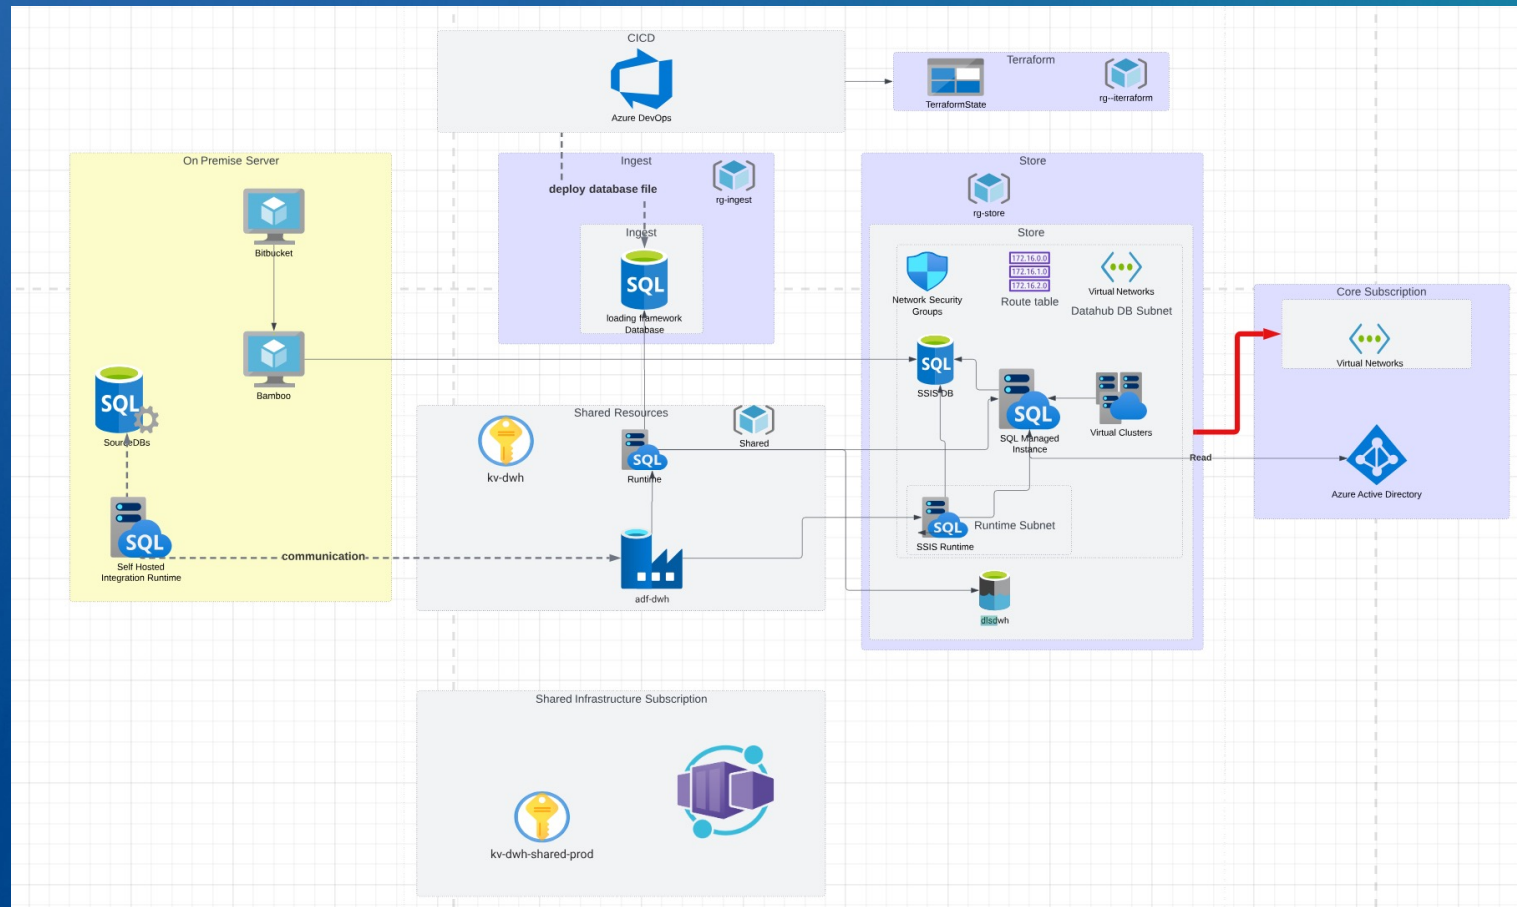 CICD
Azure DevOps
Terraform
TerraformState
rg--iterraform
On Premise Server
Bitbucket
Bamboo
SQL
SourceDBs
SQL
Self Hosted
Integration Runtime
communication
Ingest
rg-ingest
deploy database file
Ingest
SQL
loading framework
Database
Shared Resources
kv-dwh
Shared
SQL
Runtime
adf-dwh
Store
rg-store
Store
Network Security
Groups
172.16.0.0
172.16.1.0
172.16.2.0
Route table
Virtual Networks
Datahub DB Subnet
SQL
SSIS DB
SQL
SQL Managed
Instance
Virtual Clusters
SQL
SSIS Runtime
Runtime Subnet
dlsdwh
Core Subscription
Virtual Networks
Read
Azure Active Directory
Shared Infrastructure Subscription
kv-dwh-shared-prod